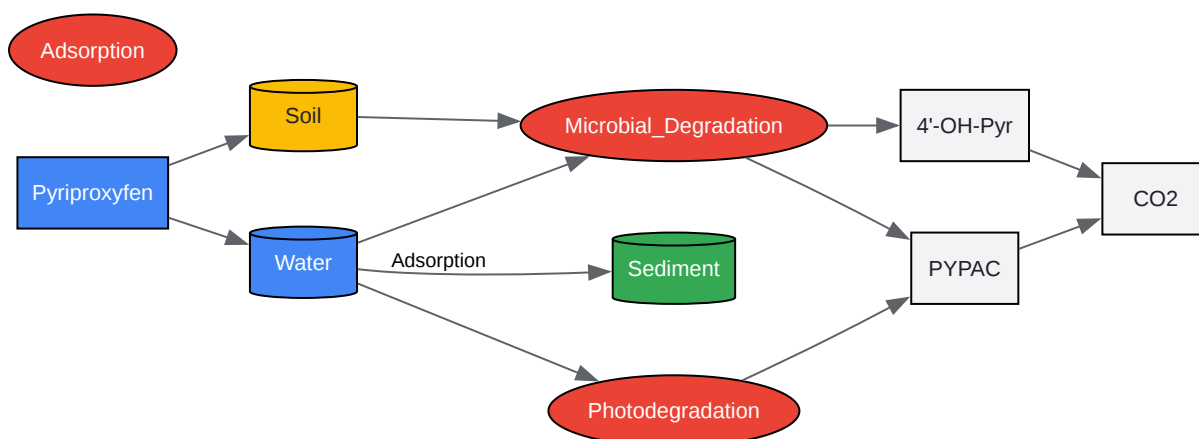 Adsorption
Soil
Microbial_Degradation
4'-OH-Pyr
Pyriproxyfen
CO2
Water
Adsorption
Sediment
PYPAC
Photodegradation